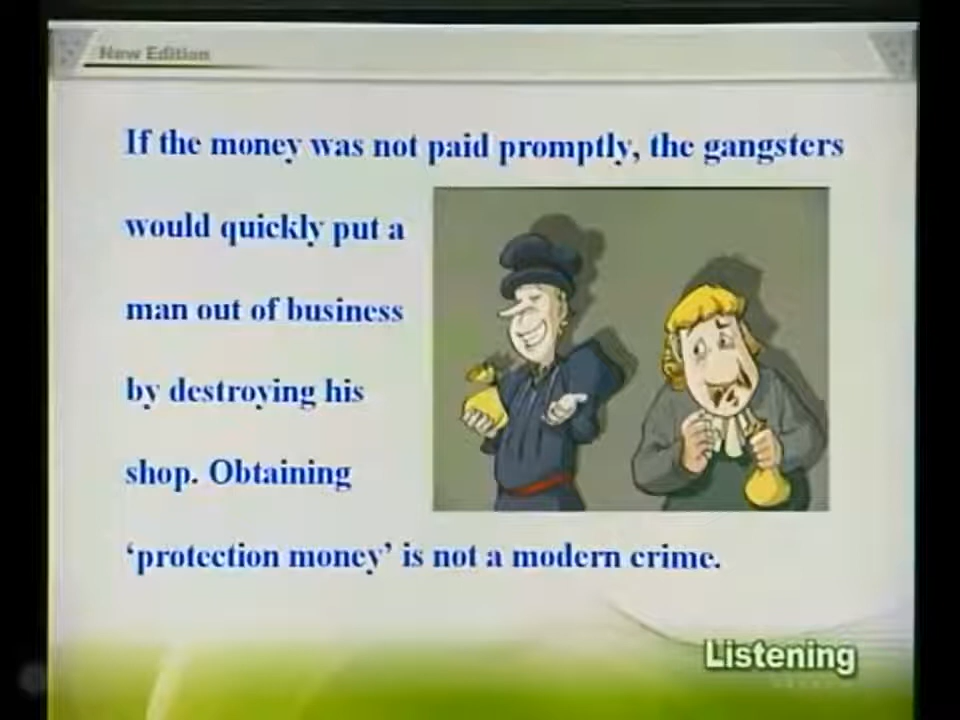 New Edition
If the money was not paid promptly, the gangsters
would quickly put a
man out of business
by destroying his
shop. Obtaining
‘protection money’ is not a modern crime.
Listening